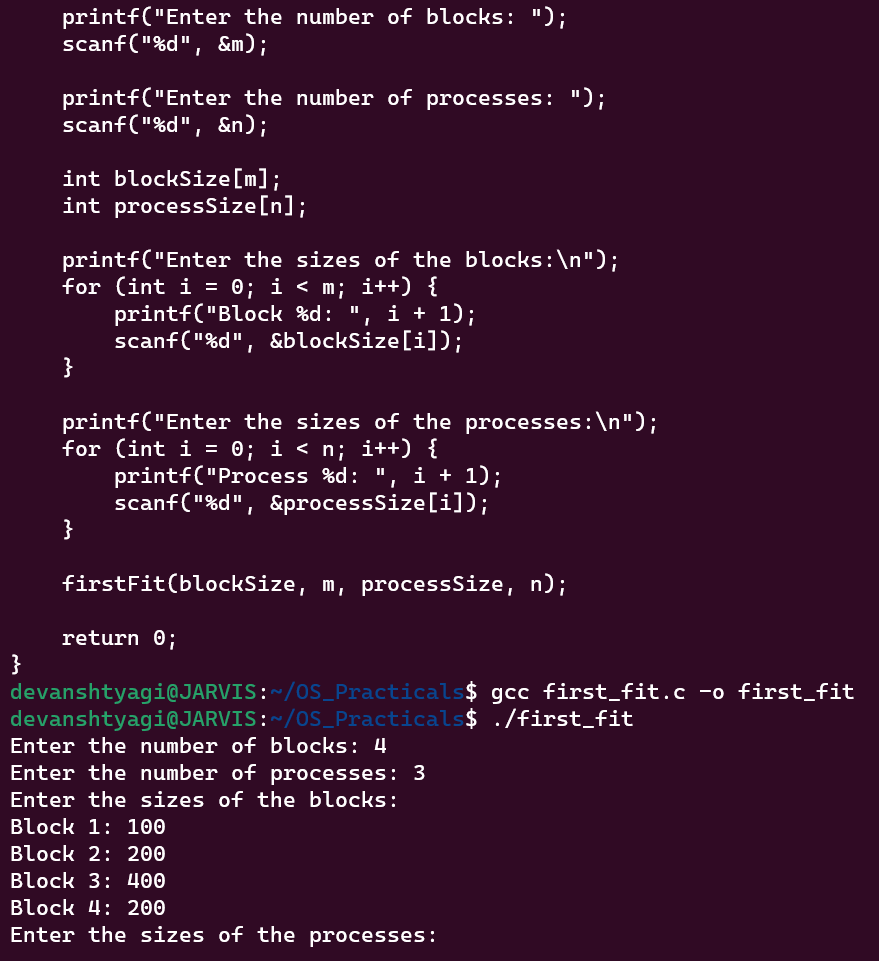 printf("Enter the number of blocks: ");
    scanf("%d", &m);

    printf("Enter the number of processes: ");
    scanf("%d", &n);

    int blockSize[m];
    int processSize[n];

    printf("Enter the sizes of the blocks:\n");
    for (int i = 0; i < m; i++) {
        printf("Block %d: ", i + 1);
        scanf("%d", &blockSize[i]);
    }

    printf("Enter the sizes of the processes:\n");
    for (int i = 0; i < n; i++) {
        printf("Process %d: ", i + 1);
        scanf("%d", &processSize[i]);
    }

    firstFit(blockSize, m, processSize, n);

    return 0;
}
devanshtyagi@JARVIS:~/OS_Practicals$ gcc first_fit.c -o first_fit
devanshtyagi@JARVIS:~/OS_Practicals$ ./first_fit
Enter the number of blocks: 4
Enter the number of processes: 3
Enter the sizes of the blocks:
Block 1: 100
Block 2: 200
Block 3: 400
Block 4: 200
Enter the sizes of the processes: